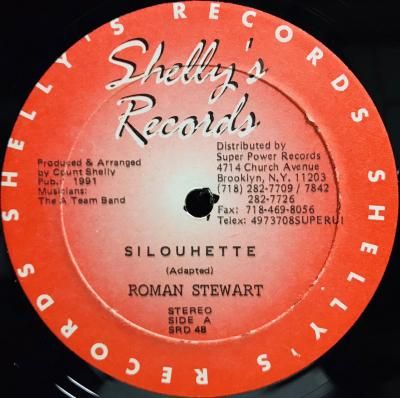 SHELLY'S RECORDS SHELLY'S RECORDS SHELLY'S RECORDS
Shelly's
Records
Produced & Arranged
by Count Shelly
Pub. 1991
Musicians:
The A Team Band
Distributed by
Super Power Records
4714 Church Avenue
Brooklyn, N.Y. 11203
(718) 282-7709 / 7842
282-7726
Fax: 718-469-8056
Telex: 4973708SUPERUI
SILOUHETTE
(Adapted)
ROMAN STEWART
STEREO
SIDE A
SRD 48